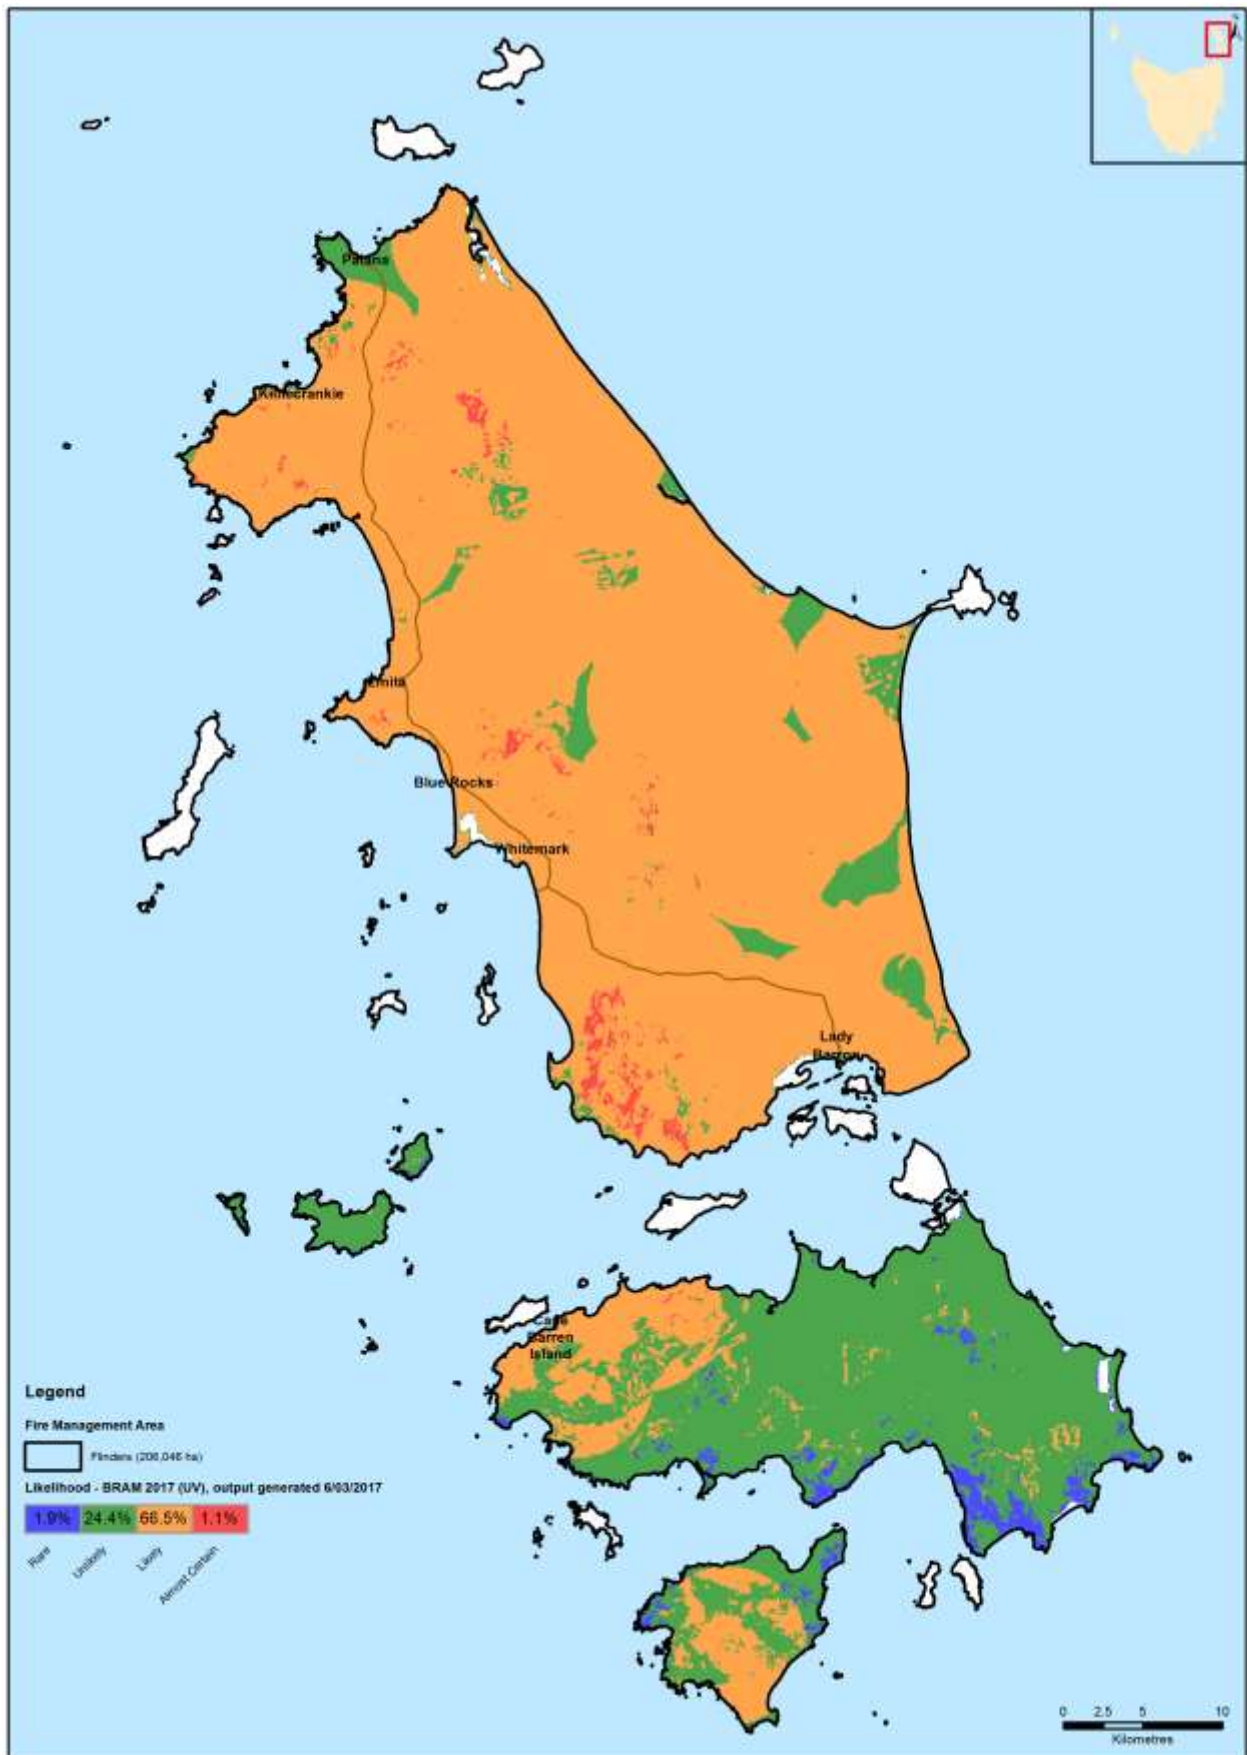 Palana
Killiecrankie
Emita
Blue Rocks
Whitemark
Lady
Barron
Cape
Barren
Island
Legend
Fire Management Area
Flinders (206,046 ha)
Likelihood - BRAM 2017 (UV), output generated 6/03/2017
1.9% 24.4% 66.5% 1.1%
Rare Unlikely Likely Almost Certain
0 2.5 5 10
Kilometres